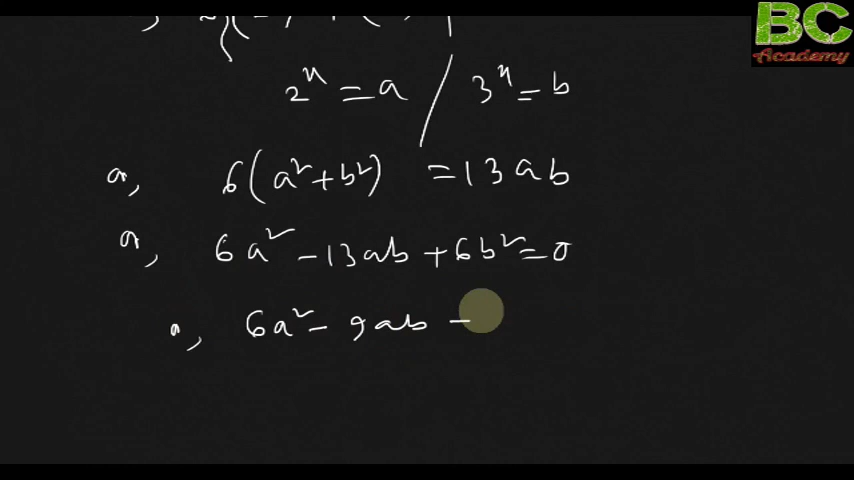 BC
Academy
2ˣ = a / 3ˣ = b
a, 6(a² + b²) = 13ab
a, 6a² - 13ab + 6b² = 0
6a² - 9ab -